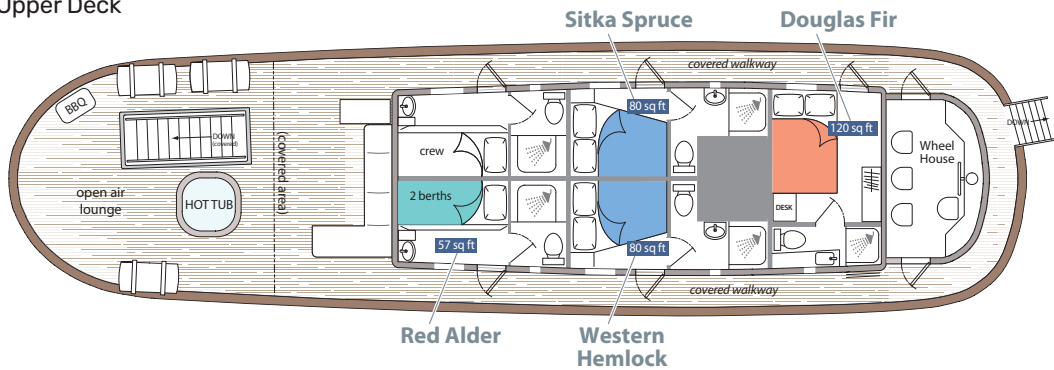 Upper Deck
Sitka Spruce
Douglas Fir
covered walkway
BBQ
80 sq ft
120 sq ft
DOWN
(covered)
DOWN
(covered area)
crew
Wheel
House
open air
lounge
HOT TUB
2 berths
DESK
57 sq ft
80 sq ft
covered walkway
Red Alder
Western
Hemlock